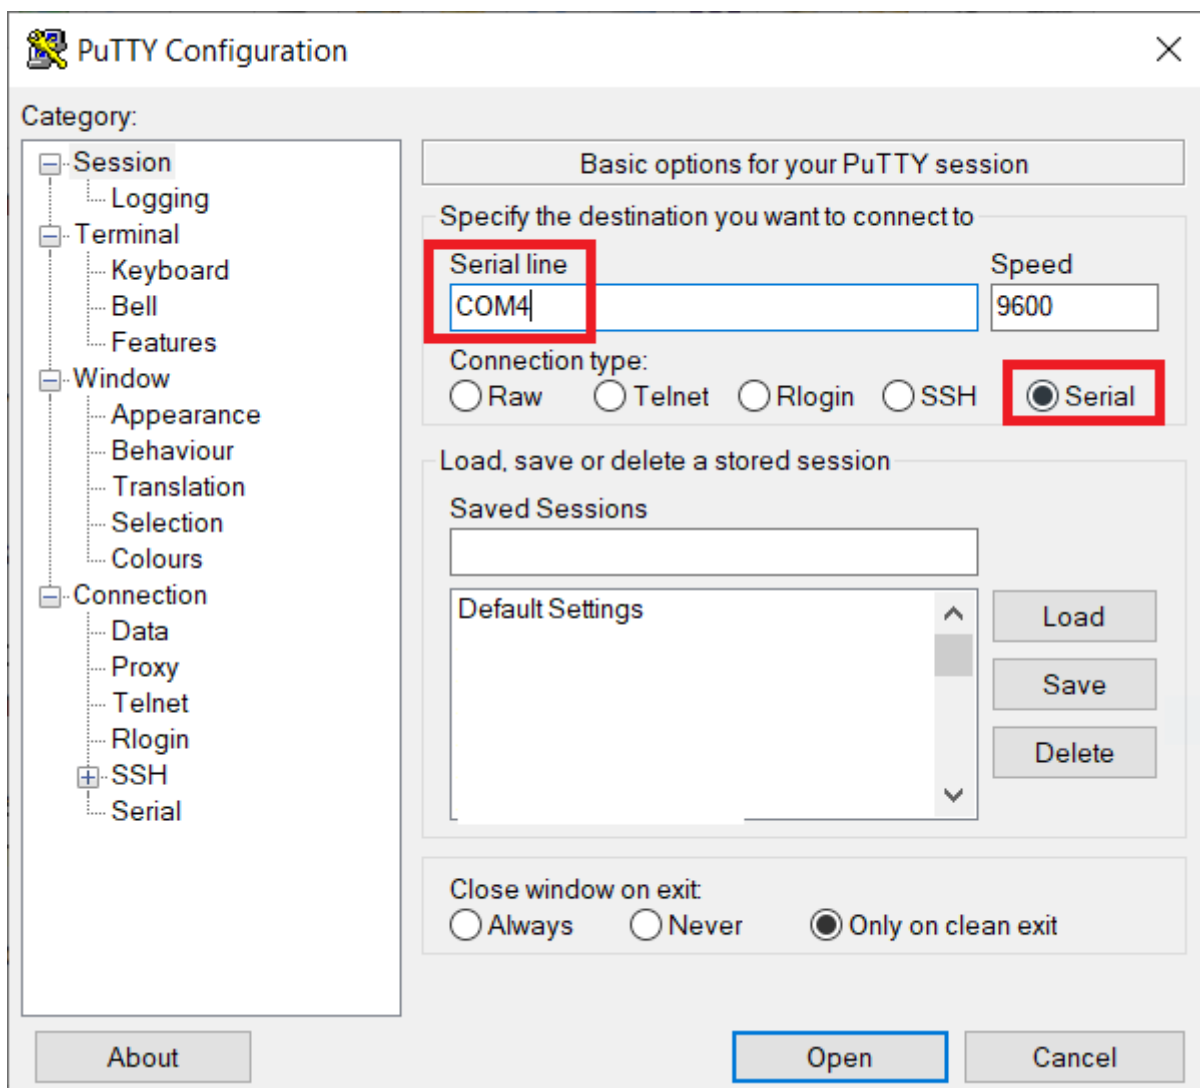 PuTTY Configuration
Category:
Session
Logging
Terminal
Keyboard
Bell
Features
Window
Appearance
Behaviour
Translation
Selection
Colours
Connection
Data
Proxy
Telnet
Rlogin
SSH
Serial
Basic options for your PuTTY session
Specify the destination you want to connect to
Serial line Speed
COM4 9600
Connection type:
Raw Telnet Rlogin SSH Serial
Load, save or delete a stored session
Saved Sessions
Default Settings
Load
Save
Delete
Close window on exit:
Always Never Only on clean exit
About Open Cancel